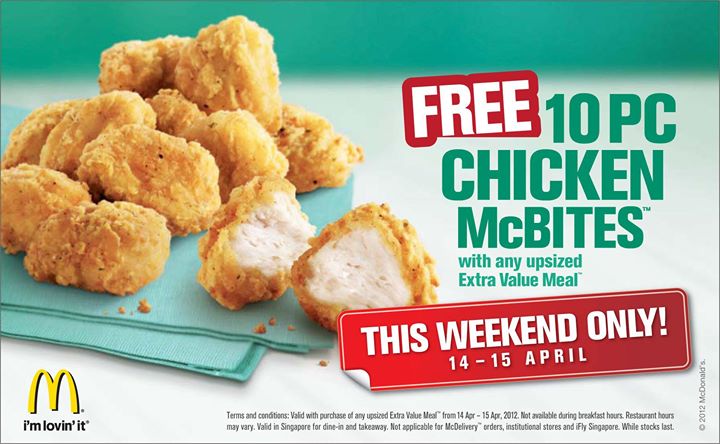 FREE 10 PC
CHICKEN
McBITES™
with any upsized
Extra Value Meal™
THIS WEEKEND ONLY!
14 – 15 APRIL
M
i'm lovin' it®
Terms and conditions: Valid with purchase of any upsized Extra Value Meal™ from 14 Apr – 15 Apr, 2012. Not available during breakfast hours. Restaurant hours
may vary. Valid in Singapore for dine-in and takeaway. Not applicable for McDelivery™ orders, institutional stores and iFly Singapore. While stocks last.
© 2012 McDonald's.